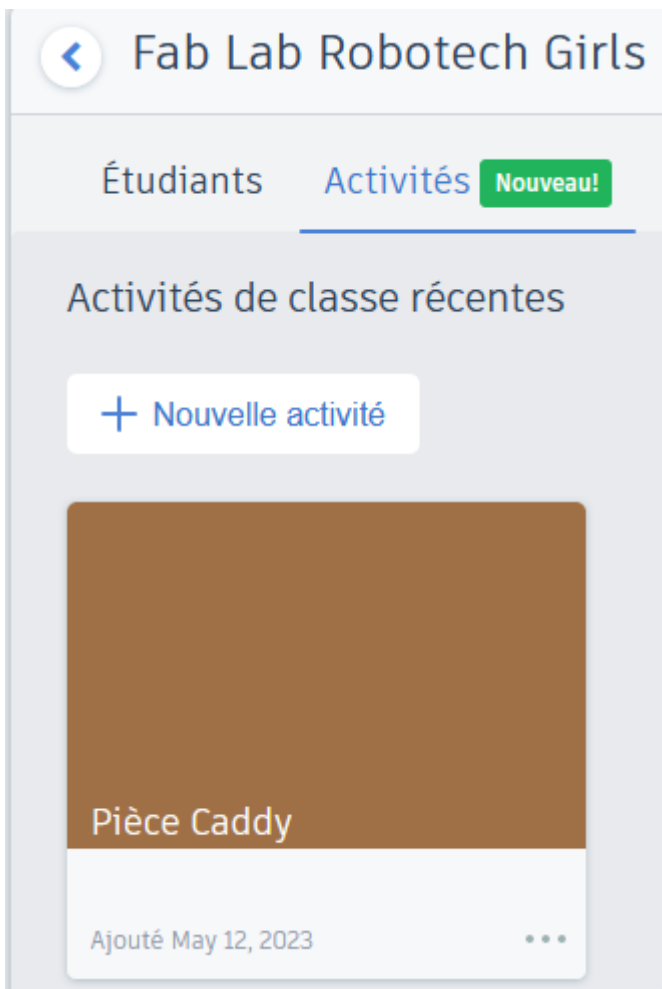 Fab Lab Robotech Girls
Étudiants Activités Nouveau!
Activités de classe récentes
+ Nouvelle activité
Pièce Caddy
Ajouté May 12, 2023